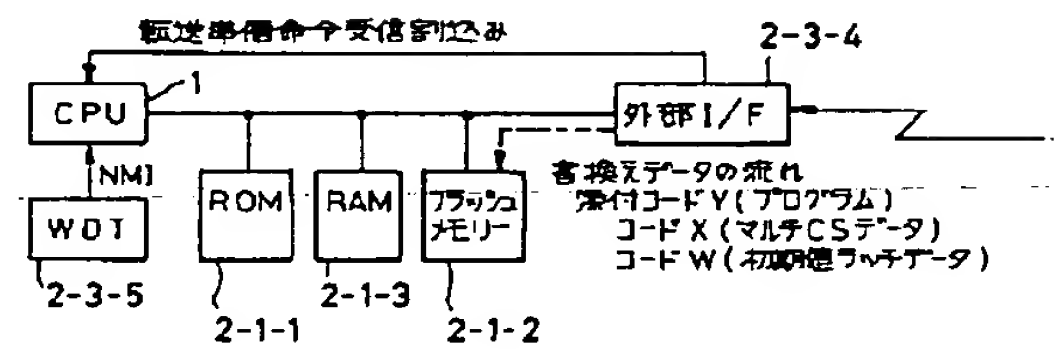 転送準備命令受信割り込み
2-3-4
1
CPU
外部I/F
NMI
書換えデータの流れ
ROM
RAM
フラッシュ
メモリー
添付コードY(プログラム)
WDT
コードX(マルチCSデータ)
コードW(初期値ラッチデータ)
2-3-5
2-1-3
2-1-1
2-1-2